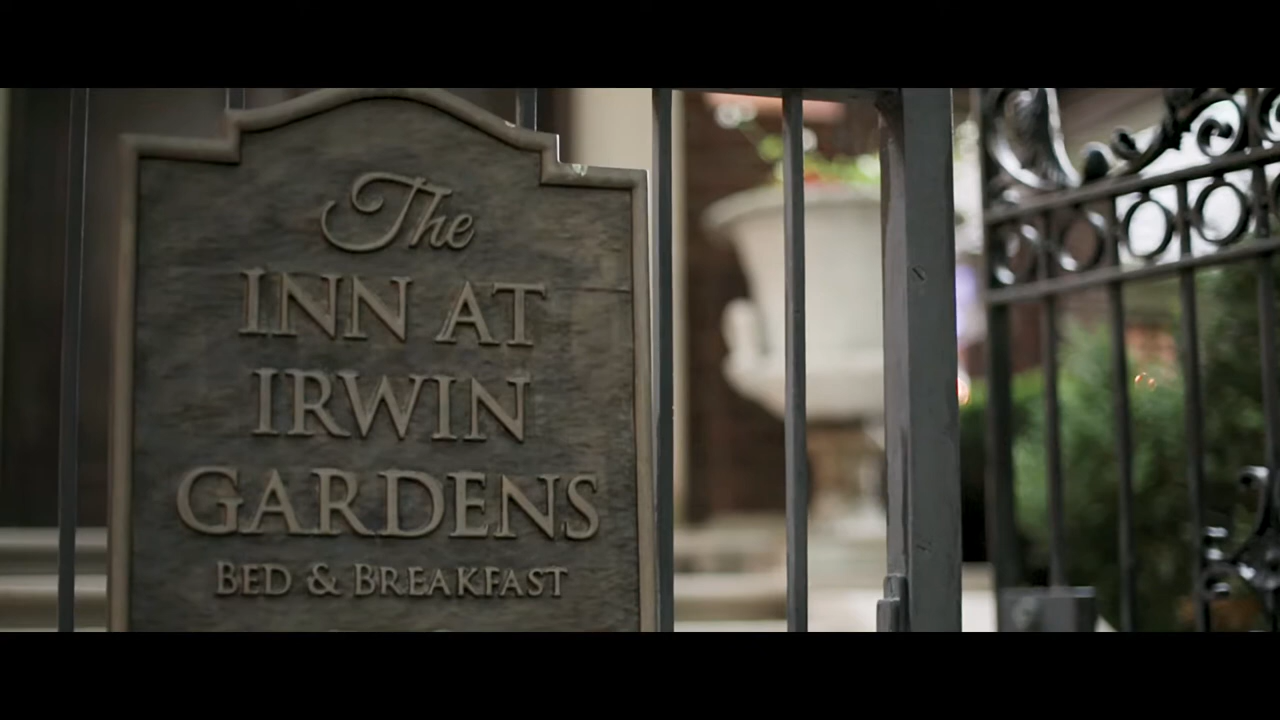 The
INN AT
IRWIN
GARDENS
BED & BREAKFAST